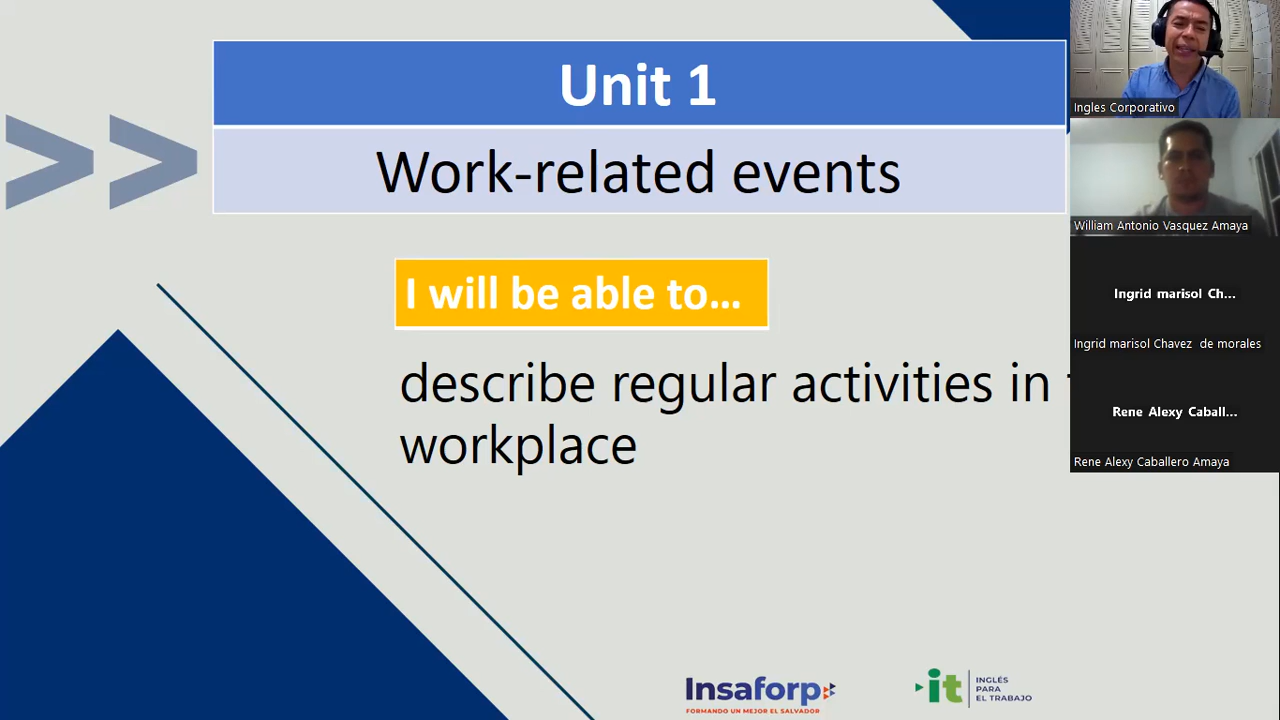 Unit 1
Work-related events
I will be able to...
describe regular activities in
workplace
Insaforp
FORMANDO UN MEJOR EL SALVADOR
it
INGLÉS
PARA
EL TRABAJO
Ingles Corporativo
William Antonio Vasquez Amaya
Ingrid marisol Ch...
Ingrid marisol Chavez de morales
Rene Alexy Caball...
Rene Alexy Caballero Amaya